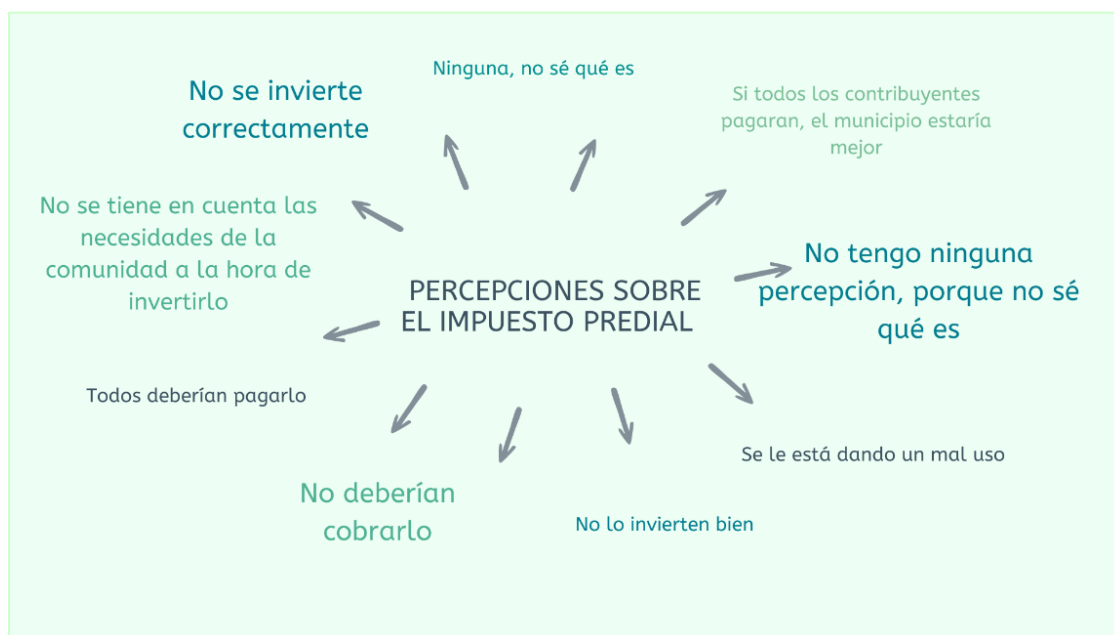 Ninguna, no sé qué es
No se invierte
correctamente
Si todos los contribuyentes
pagaran, el municipio estaría
mejor
No se tiene en cuenta las
necesidades de la
comunidad a la hora de
invertirlo
No tengo ninguna
percepción, porque no sé
qué es
PERCEPCIONES SOBRE
EL IMPUESTO PREDIAL
Todos deberían pagarlo
Se le está dando un mal uso
No deberían
cobrarlo
No lo invierten bien